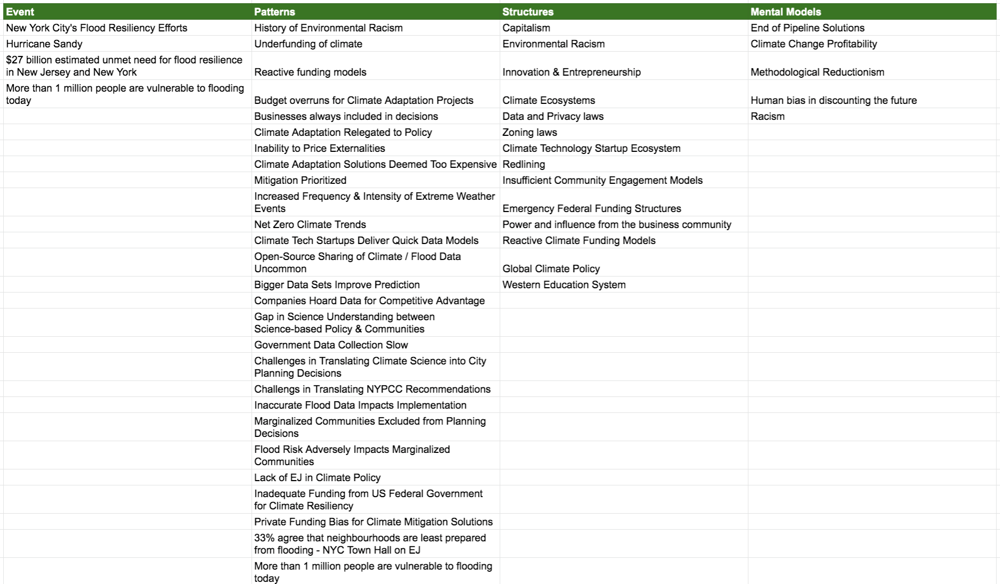 Event Patterns Structures Mental Models
New York City's Flood Resiliency Efforts History of Environmental Racism Capitalism End of Pipeline Solutions
Hurricane Sandy Underfunding of climate Environmental Racism Climate Change Profitability
$27 billion estimated unmet need for flood resilience
in New Jersey and New York Reactive funding models Innovation & Entrepreneurship Methodological Reductionism
More than 1 million people are vulnerable to flooding
today Budget overruns for Climate Adaptation Projects Climate Ecosystems Human bias in discounting the future
Businesses always included in decisions Data and Privacy laws Racism
Climate Adaptation Relegated to Policy Zoning laws
Inability to Price Externalities Climate Technology Startup Ecosystem
Climate Adaptation Solutions Deemed Too Expensive Redlining
Mitigation Prioritized Insufficient Community Engagement Models
Increased Frequency & Intensity of Extreme Weather
Events Emergency Federal Funding Structures
Net Zero Climate Trends Power and influence from the business community
Climate Tech Startups Deliver Quick Data Models Reactive Climate Funding Models
Open-Source Sharing of Climate / Flood Data
Uncommon Global Climate Policy
Bigger Data Sets Improve Prediction Western Education System
Companies Hoard Data for Competitive Advantage
Gap in Science Understanding between
Science-based Policy & Communities
Government Data Collection Slow
Challenges in Translating Climate Science into City
Planning Decisions
Challengs in Translating NYPCC Recommendations
Inaccurate Flood Data Impacts Implementation
Marginalized Communities Excluded from Planning
Decisions
Flood Risk Adversely Impacts Marginalized
Communities
Lack of EJ in Climate Policy
Inadequate Funding from US Federal Government
for Climate Resiliency
Private Funding Bias for Climate Mitigation Solutions
33% agree that neighbourhoods are least prepared
from flooding - NYC Town Hall on EJ
More than 1 million people are vulnerable to flooding
today